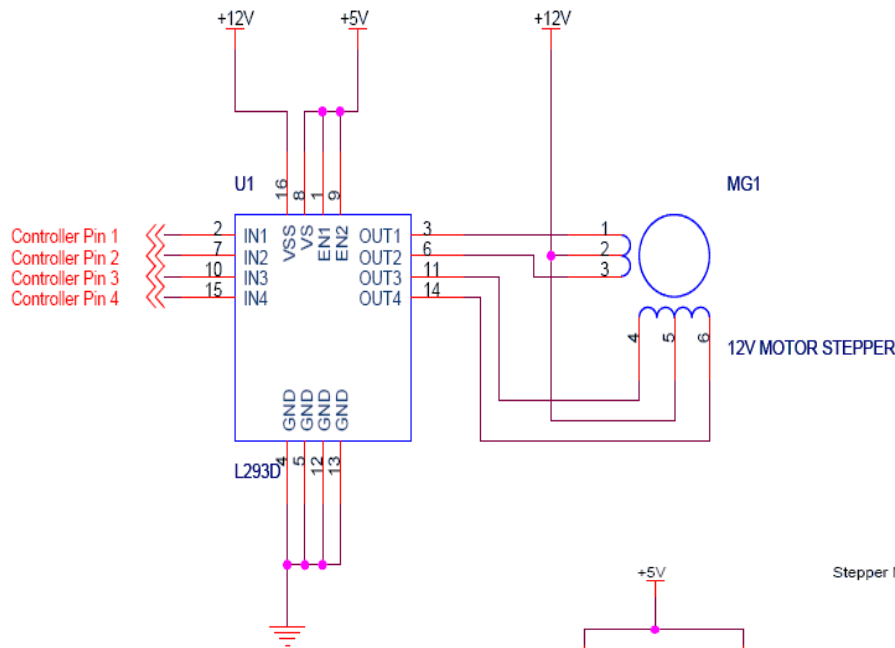 +12V
+5V
+12V
U1
16
8
1
9
MG1
Controller Pin 1
Controller Pin 2
Controller Pin 3
Controller Pin 4
2
7
10
15
IN1
IN2
IN3
IN4
VSS
VS
EN1
EN2
OUT1
OUT2
OUT3
OUT4
3
6
11
14
1
2
3
4
5
6
12V MOTOR STEPPER
GND
GND
GND
GND
L293D
4
5
12
13
+5V
Stepper